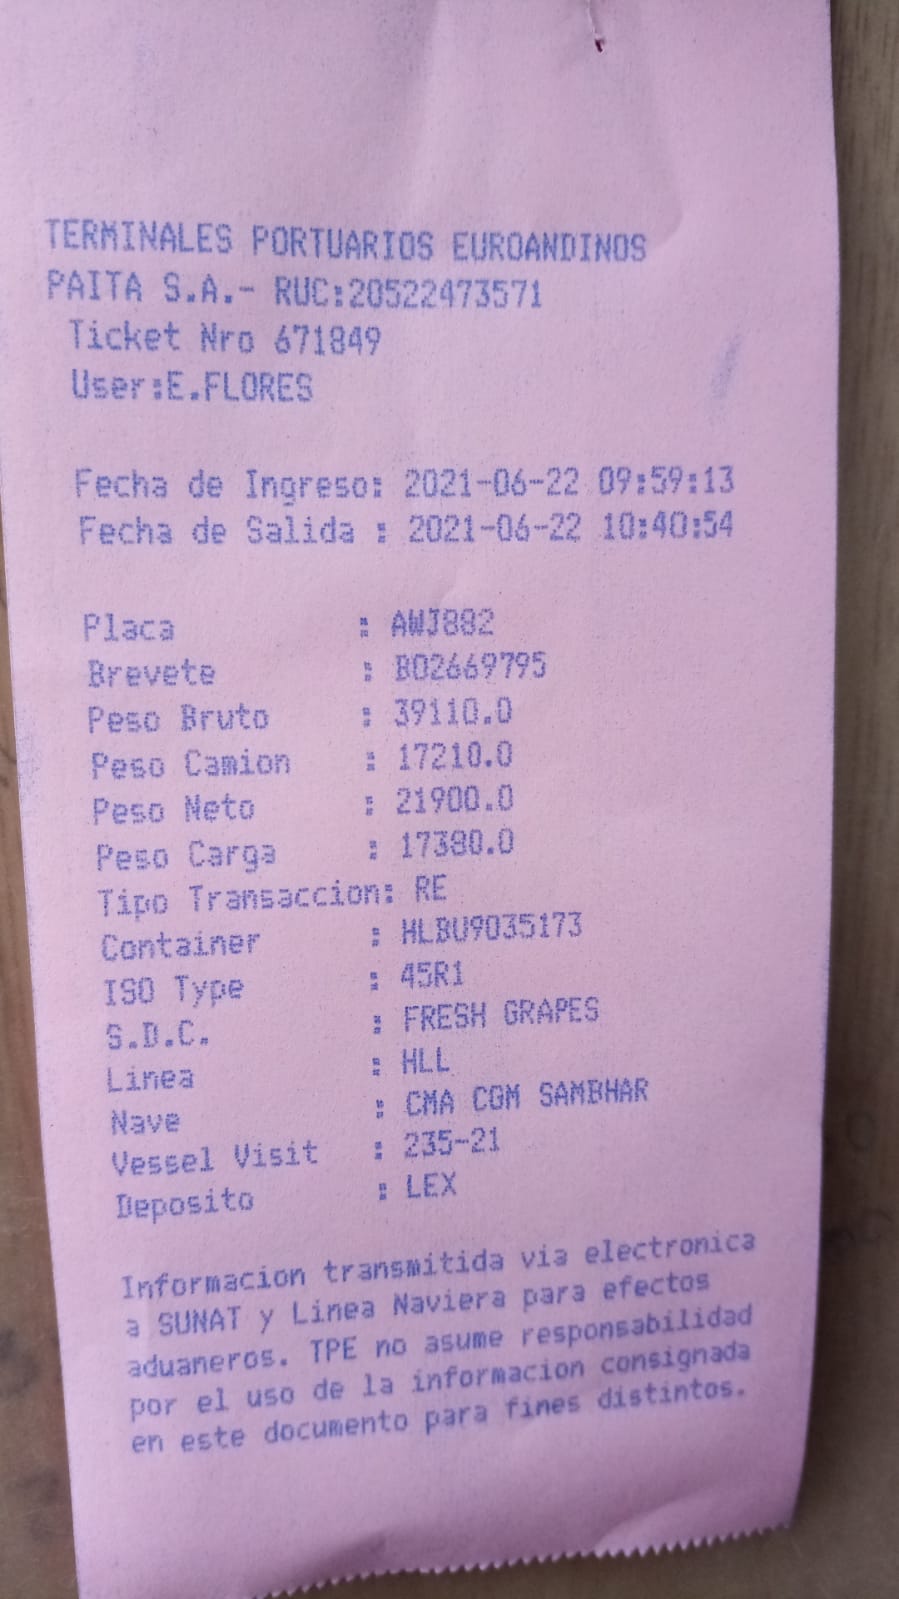 TERMINALES PORTUARIOS EUROANDINOS
PAITA S.A.- RUC:20522473571
Ticket Nro 671849
User:E.FLORES
Fecha de Ingreso: 2021-06-22 09:59:13
Fecha de Salida : 2021-06-22 10:40:54
Placa : AWJ882
Brevete : B02669795
Peso Bruto : 39110.0
Peso Camion : 17210.0
Peso Neto : 21900.0
Peso Carga : 17380.0
Tipo Transaccion: RE
Container : HLBU9035173
ISO Type : 45R1
S.D.C. : FRESH GRAPES
Linea : HLL
Nave : CMA CGM SAMBHAR
Vessel Visit : 235-21
Deposito : LEX
Informacion transmitida via electronica
a SUNAT y Linea Naviera para efectos
aduaneros. TPE no asume responsabilidad
por el uso de la informacion consignada
en este documento para fines distintos.